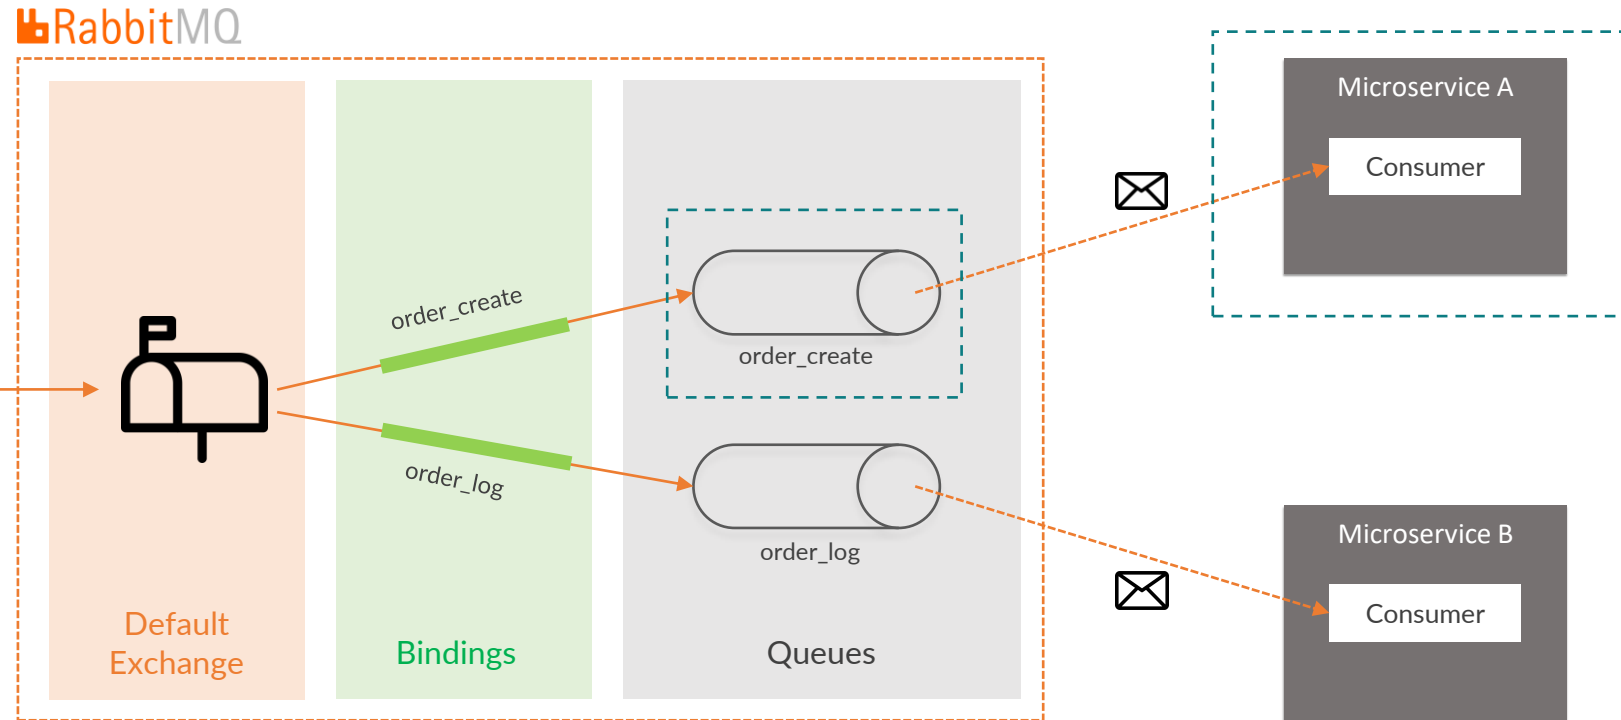 RabbitMQ
order_create
order_log
order_create
order_log
Default
Exchange
Bindings
Queues
Microservice A
Consumer
Microservice B
Consumer